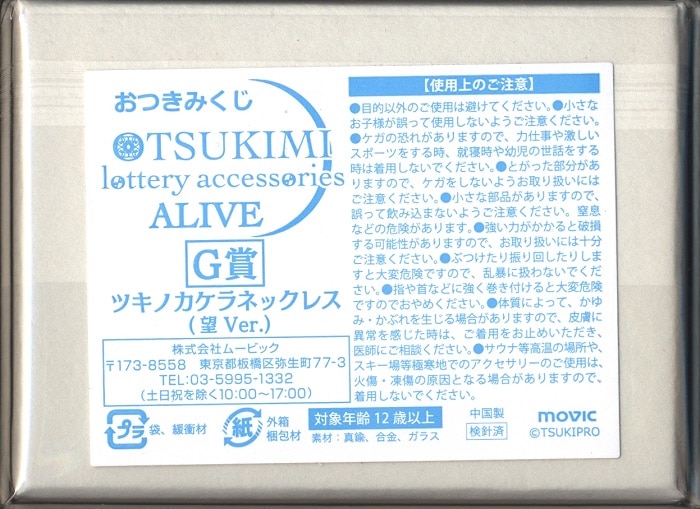 おつきみくじ
OTSUKIMI
lottery accessories
ALIVE
G賞
ツキノカケラネックレス
(望 Ver.)
株式会社ムービック
〒173-8558 東京都板橋区弥生町77-3
TEL:03-5995-1332
(土日祝を除く10:00～17:00)
プラ 袋、緩衝材
紙 外箱
梱包材
【使用上のご注意】
●目的以外のご使用は避けてください。●小さな
お子様が誤って使用しないようご注意ください。
●ケガの恐れがありますので、力仕事や激しい
スポーツをする時、就寝時や幼児の世話をする
時は着用しないでください。●とがった部分があ
りますので、ケガをしないようお取り扱いには
ご注意ください。●小さな部品がありますので、
誤って飲み込まないようご注意ください。窒息
などの危険があります。●強い力がかかると破損
する可能性がありますので、お取り扱いには十分
ご注意ください。●ぶつけたり振り回したりしま
すと大変危険ですので、乱暴に扱わないでくだ
さい。●指や首などに強く巻き付けると大変危険
ですのでおやめください。●体質によって、かゆ
み・かぶれを生じる場合がありますので、皮膚に
異常を感じた時は、ご着用をお止めいただき、
医師にご相談ください。●サウナ等高温の場所や、
スキー場等極寒地でのアクセサリーのご使用は、
火傷・凍傷の原因となる場合がありますので、
着用しないでください。
対象年齢12歳以上
素材：真鍮、合金、ガラス
中国製
検針済
movic
©TSUKIPRO